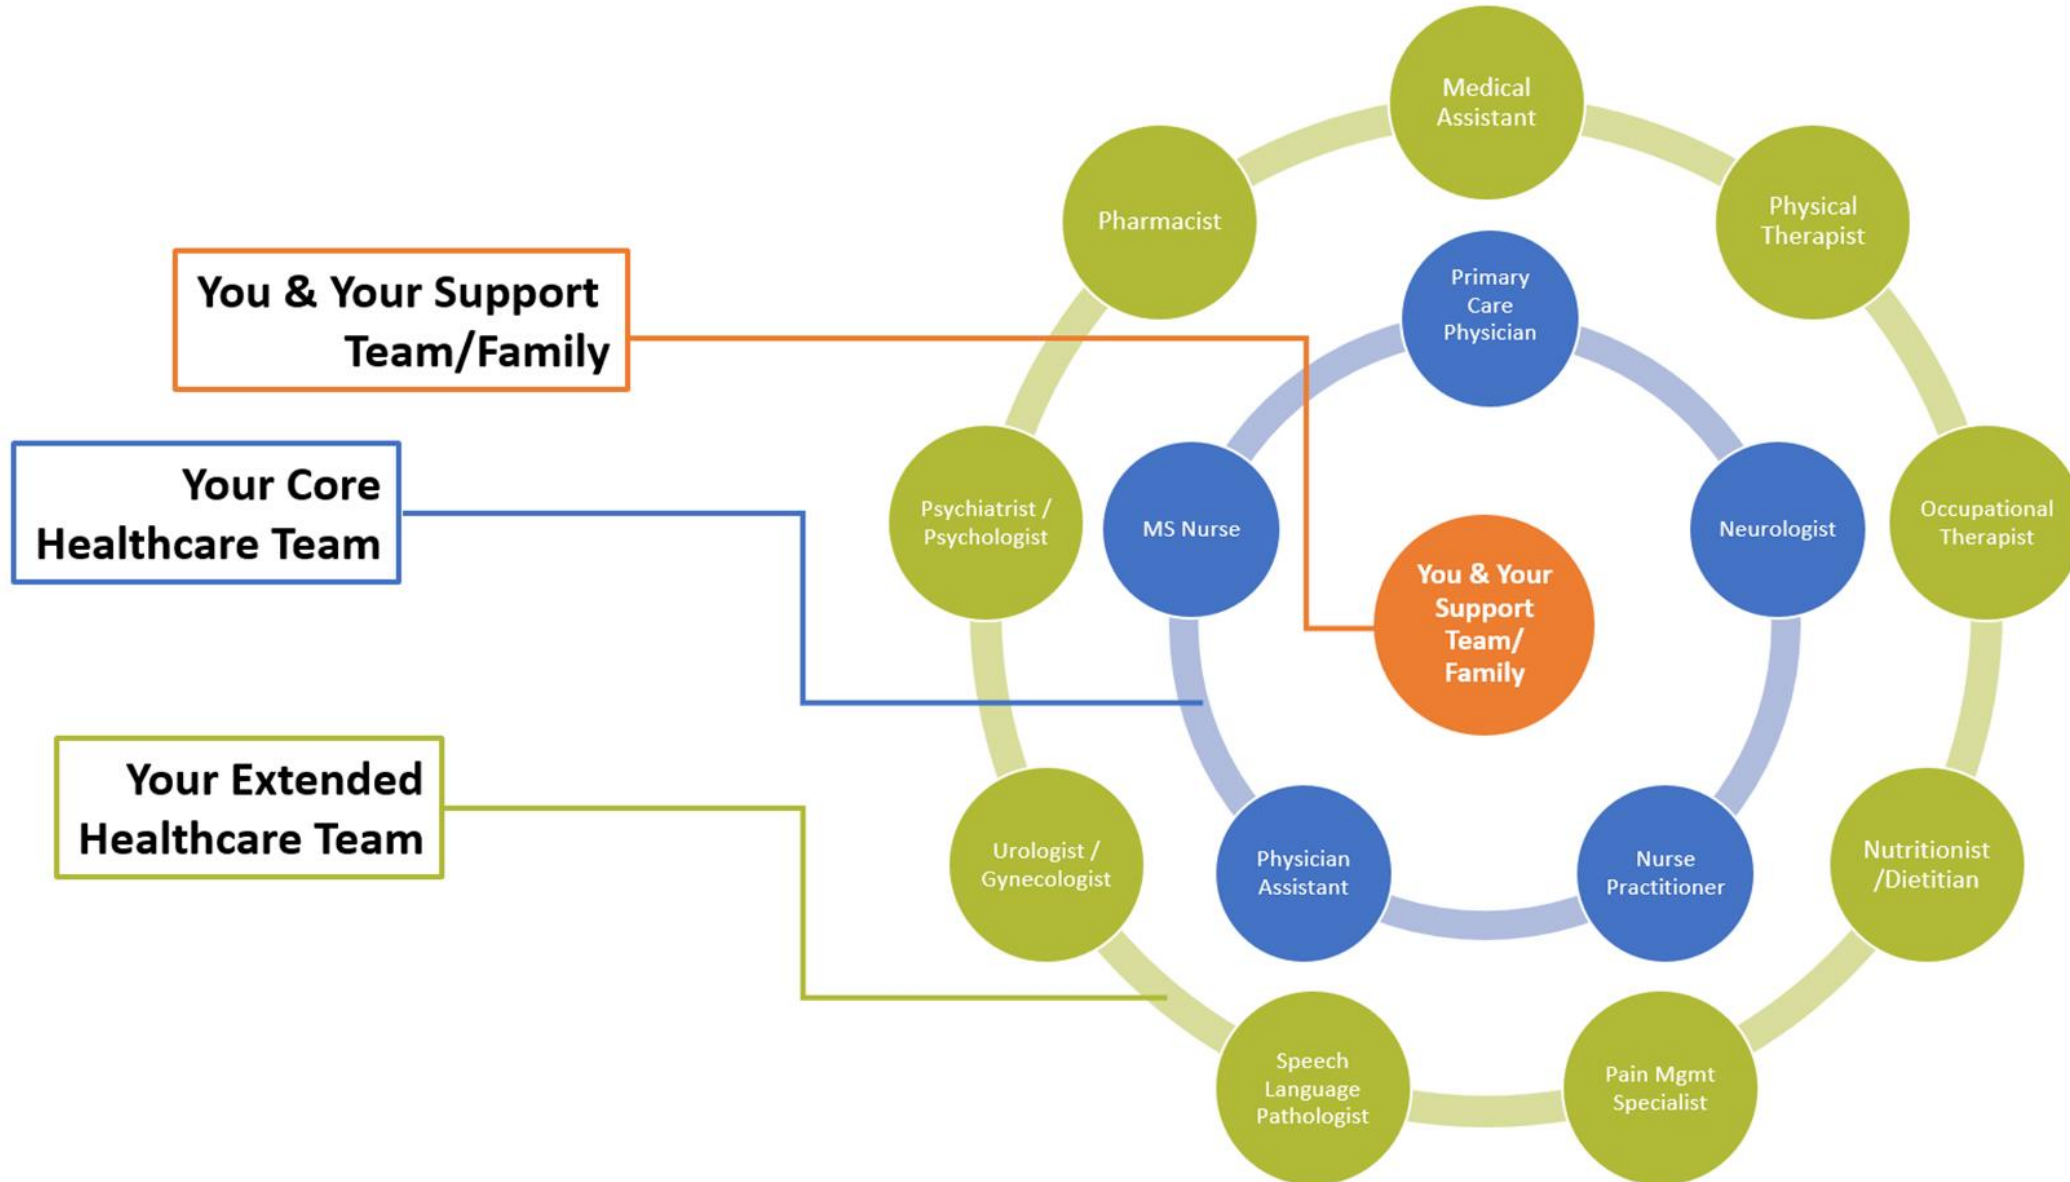 You & Your Support
Team/Family
Your Core
Healthcare Team
Your Extended
Healthcare Team
Medical
Assistant
Physical
Therapist
Occupational
Therapist
Nutritionist
/Dietitian
Pain Mgmt
Specialist
Speech
Language
Pathologist
Urologist /
Gynecologist
Psychiatrist /
Psychologist
Pharmacist
Primary
Care
Physician
Neurologist
Nurse
Practitioner
Physician
Assistant
MS Nurse
You & Your
Support
Team/
Family